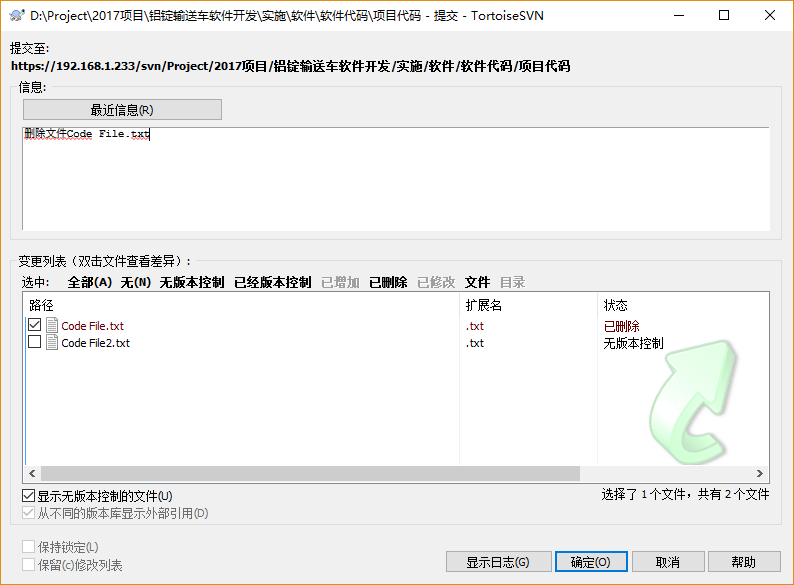 D:\Project\2017项目\铝锭输送车软件开发\实施\软件\软件代码\项目代码 - 提交 - TortoiseSVN
提交至:
https://192.168.1.233/svn/Project/2017项目/铝锭输送车软件开发/实施/软件/软件代码/项目代码
信息:
最近信息(R)
删除文件Code File.txt
变更列表（双击文件查看差异）:
选中: 全部(A) 无(N) 无版本控制 已经版本控制 已增加 已删除 已修改 文件 目录
路径 扩展名 状态
Code File.txt .txt 已删除
Code File2.txt .txt 无版本控制
显示无版本控制的文件(U) 选择了 1 个文件，共有 2 个文件
从不同的版本库显示外部引用(D)
保持锁定(L)
保留(c)修改列表
显示日志(G) 确定(O) 取消 帮助